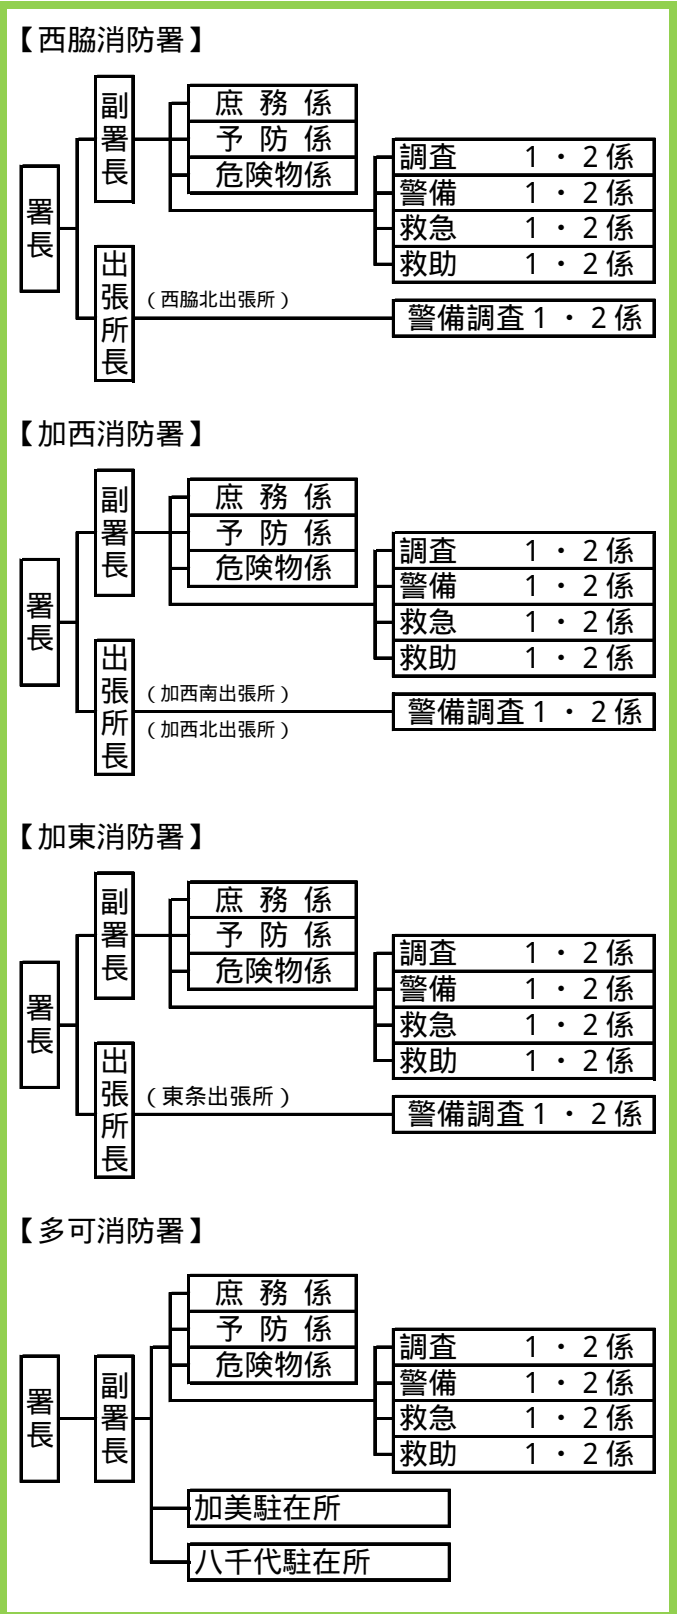 【西脇消防署】
署長
副署長
庶務係
予防係
危険物係
調査 1・2係
警備 1・2係
救急 1・2係
救助 1・2係
出張所長
(西脇北出張所)
警備調査1・2係
【加西消防署】
署長
副署長
庶務係
予防係
危険物係
調査 1・2係
警備 1・2係
救急 1・2係
救助 1・2係
出張所長
(加西南出張所)
(加西北出張所)
警備調査1・2係
【加東消防署】
署長
副署長
庶務係
予防係
危険物係
調査 1・2係
警備 1・2係
救急 1・2係
救助 1・2係
出張所長
(東条出張所)
警備調査1・2係
【多可消防署】
署長
副署長
庶務係
予防係
危険物係
調査 1・2係
警備 1・2係
救急 1・2係
救助 1・2係
加美駐在所
八千代駐在所